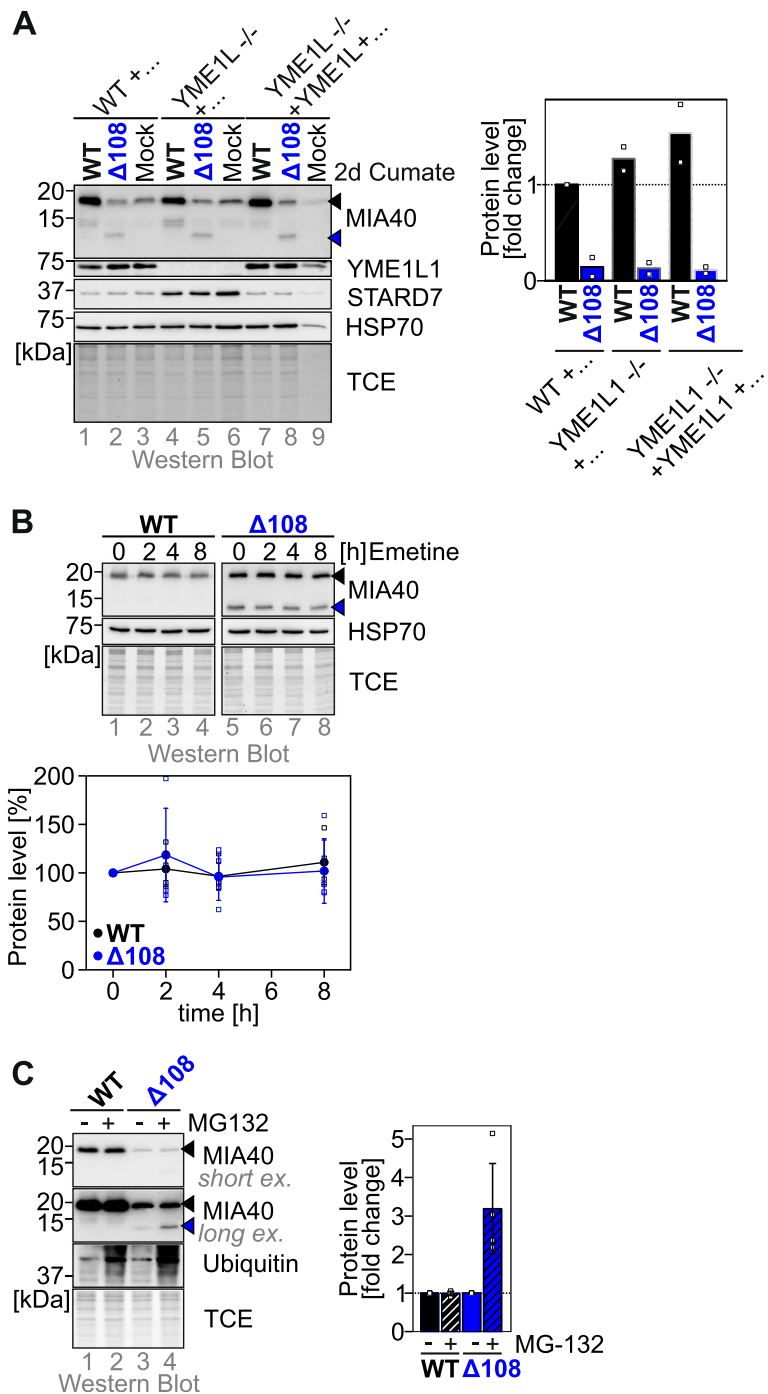 A
WT +...
YME1L -/-
+...
YME1L -/-
+YME1L+...
WT Δ108 Mock WT Δ108 Mock WT Δ108 Mock
2d Cumate
20
15
MIA40
75
YME1L1
37
STARD7
75
HSP70
[kDa]
TCE
1 2 3 4 5 6 7 8 9
Western Blot
Protein level
[fold change]
1
0
WT Δ108 WT Δ108 WT Δ108
WT +...
YME1L1 -/-
+...
YME1L1 -/-
+YME1L1 +...
B
WT Δ108
0 2 4 8 0 2 4 8 [h] Emetine
20
15
MIA40
75
HSP70
[kDa]
TCE
1 2 3 4 5 6 7 8
Western Blot
Protein level [%]
200
150
100
50
0
WT
Δ108
0 2 4 6 8
time [h]
C
WT Δ108
- + - + MG132
20
15
MIA40
short ex.
20
15
MIA40
long ex.
Ubiquitin
37
[kDa]
TCE
1 2 3 4
Western Blot
Protein level
[fold change]
5
4
3
2
1
0
- + - + MG-132
WT Δ108